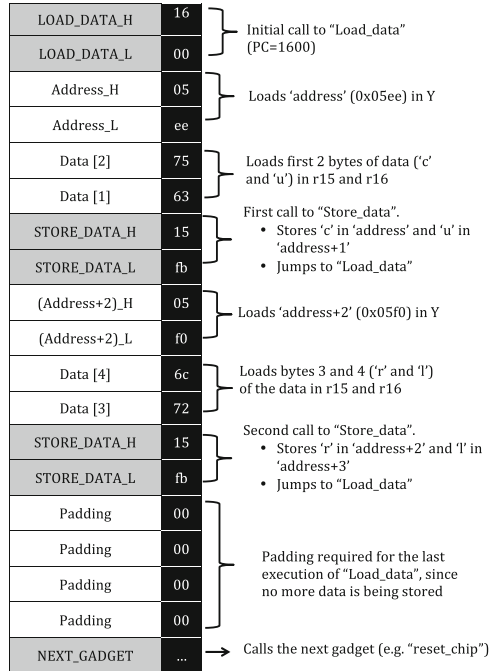 LOAD_DATA_H 16
LOAD_DATA_L 00
Initial call to “Load_data”
(PC=1600)
Address_H 05
Address_L ee
Loads ‘address’ (0x05ee) in Y
Data [2] 75
Data [1] 63
Loads first 2 bytes of data (‘c’
and ‘u’) in r15 and r16
STORE_DATA_H 15
STORE_DATA_L fb
First call to “Store_data”.
• Stores ‘c’ in ‘address’ and ‘u’ in
‘address+1’
• Jumps to “Load_data”
(Address+2)_H 05
(Address+2)_L f0
Loads ‘address+2’ (0x05f0) in Y
Data [4] 6c
Data [3] 72
Loads bytes 3 and 4 (‘r’ and ‘l’)
of the data in r15 and r16
STORE_DATA_H 15
STORE_DATA_L fb
Second call to “Store_data”.
• Stores ‘r’ in ‘address+2’ and ‘l’ in
‘address+3’
• Jumps to “Load_data”
Padding 00
Padding 00
Padding 00
Padding 00
Padding required for the last
execution of “Load_data”, since
no more data is being stored
NEXT_GADGET ...
Calls the next gadget (e.g. “reset_chip”)